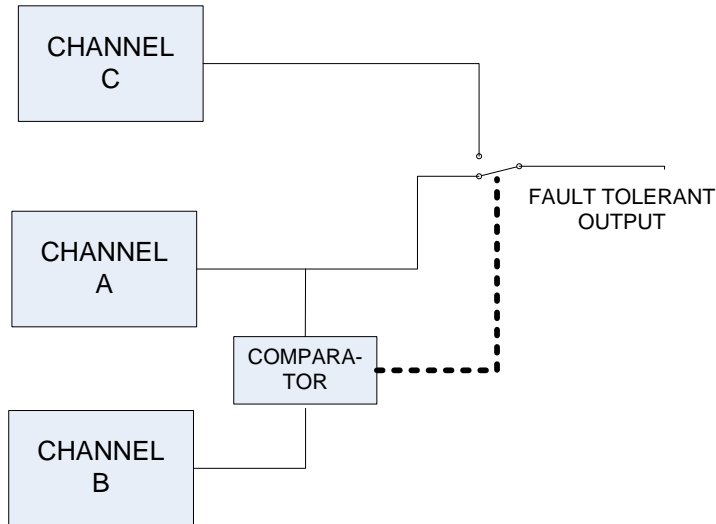 CHANNEL
C
FAULT TOLERANT
OUTPUT
CHANNEL
A
COMPARA-
TOR
CHANNEL
B